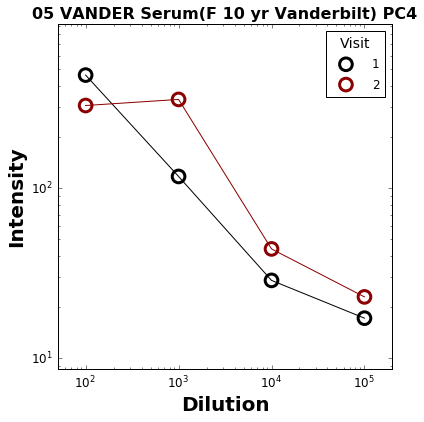 05 VANDER Serum(F 10 yr Vanderbilt) PC4
Visit
1
2
Intensity
10²
10¹
10² 10³ 10⁴ 10⁵
Dilution